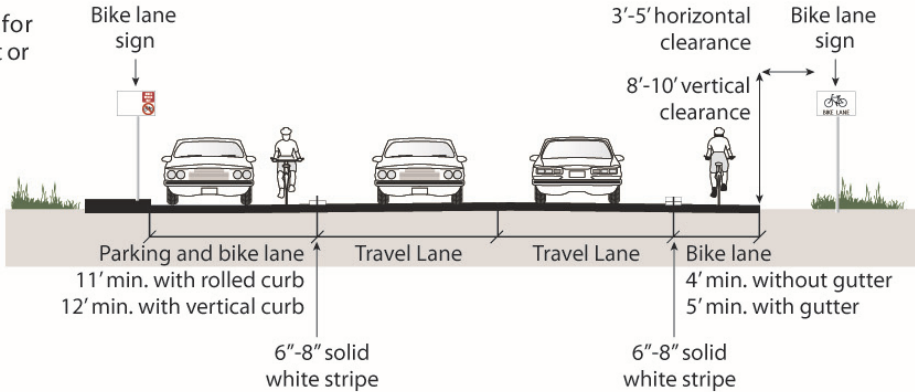 for
or
Bike lane
sign
3’-5’ horizontal
clearance
8’-10’ vertical
clearance
Bike lane
sign
BIKE LANE
Parking and bike lane
11’ min. with rolled curb
12’ min. with vertical curb
Travel Lane
Travel Lane
Bike lane
4’ min. without gutter
5’ min. with gutter
6”-8” solid
white stripe
6”-8” solid
white stripe